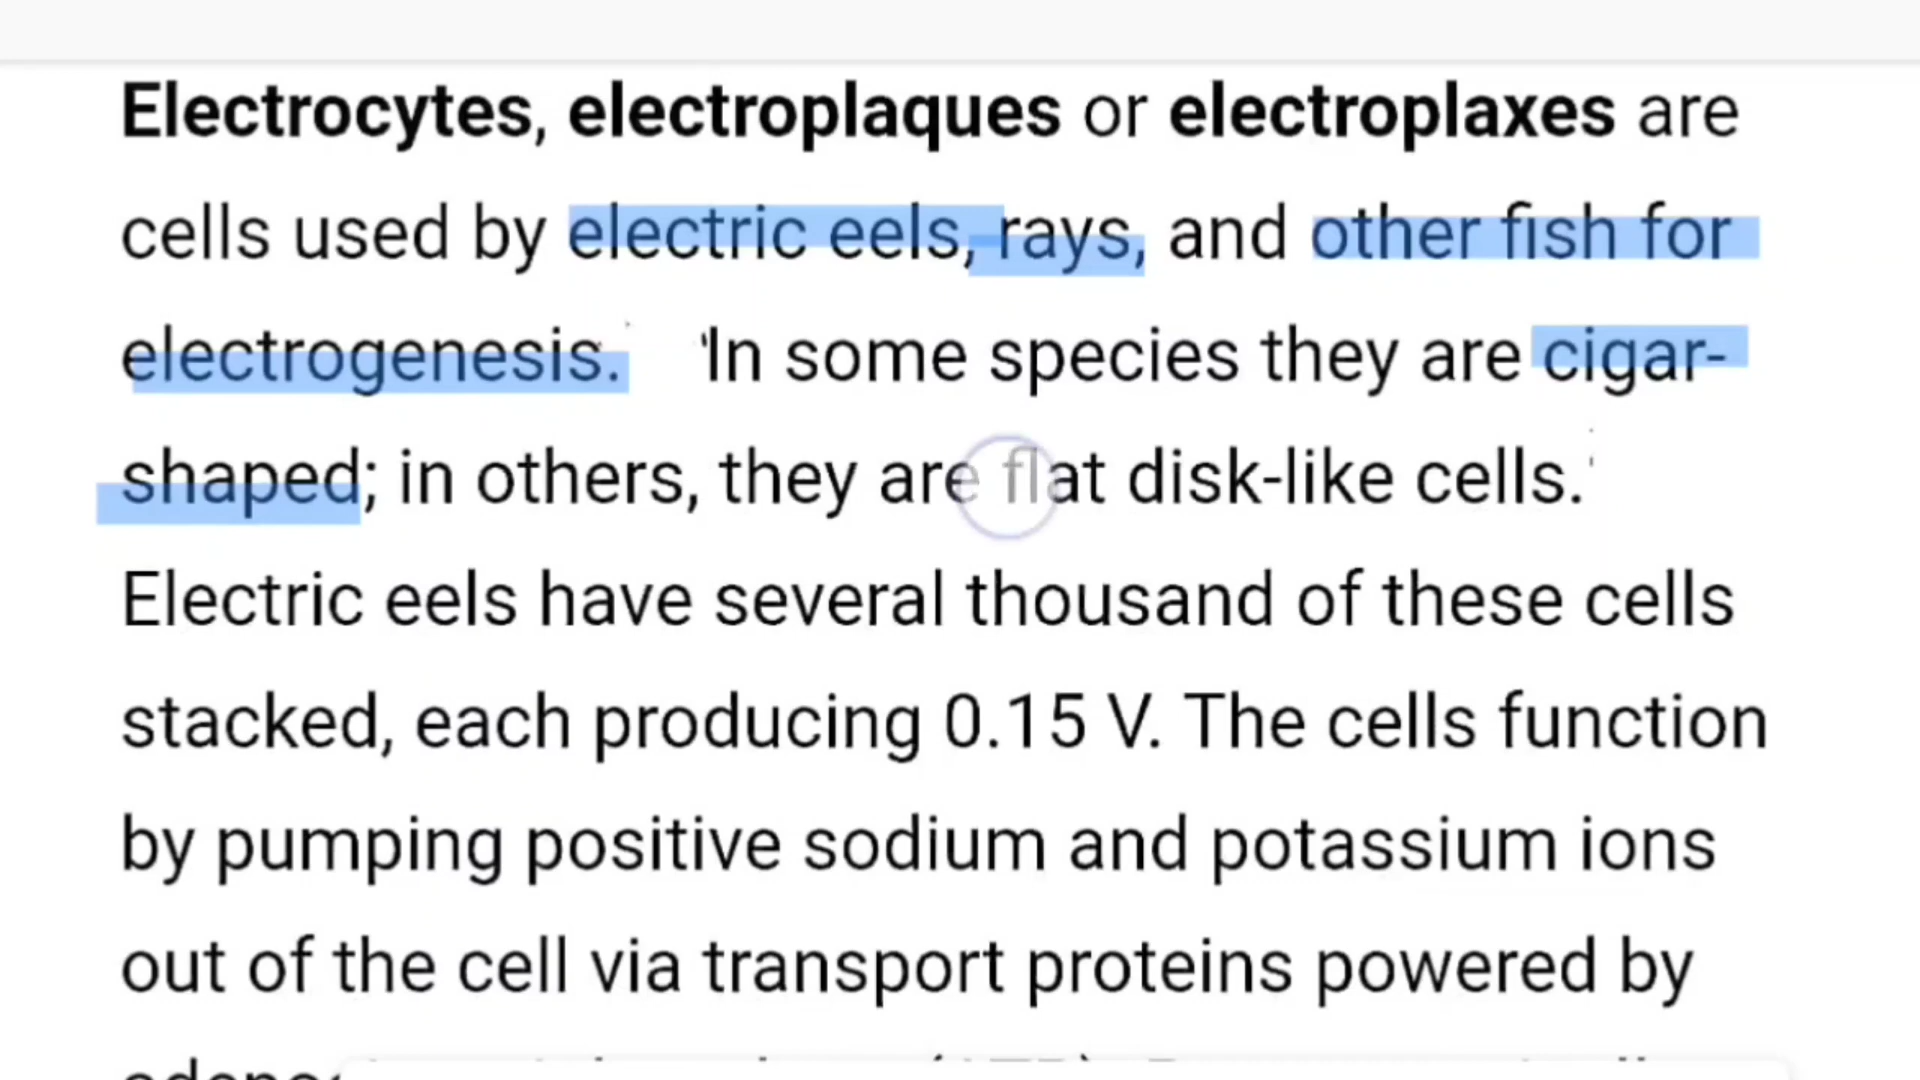 Electrocytes, electroplaques or electroplaxes are
cells used by electric eels, rays, and other fish for
electrogenesis. In some species they are cigar-
shaped; in others, they are flat disk-like cells.
Electric eels have several thousand of these cells
stacked, each producing 0.15 V. The cells function
by pumping positive sodium and potassium ions
out of the cell via transport proteins powered by